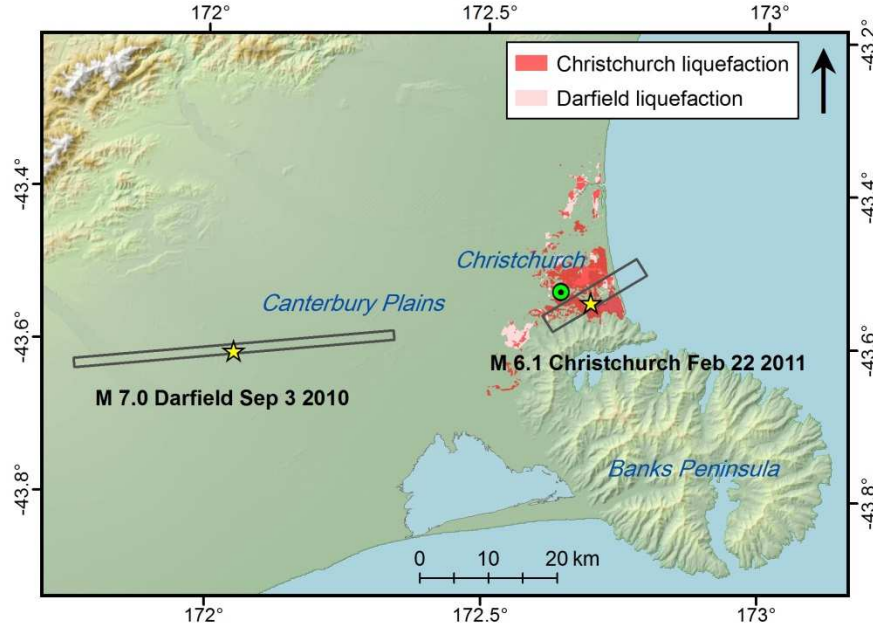 172°
172.5°
173°
-43.2°
Christchurch liquefaction
Darfield liquefaction
-43.4°
-43.4°
Christchurch
Canterbury Plains
-43.6°
-43.6°
M 6.1 Christchurch Feb 22 2011
M 7.0 Darfield Sep 3 2010
Banks Peninsula
-43.8°
-43.8°
0 10 20 km
172°
172.5°
173°